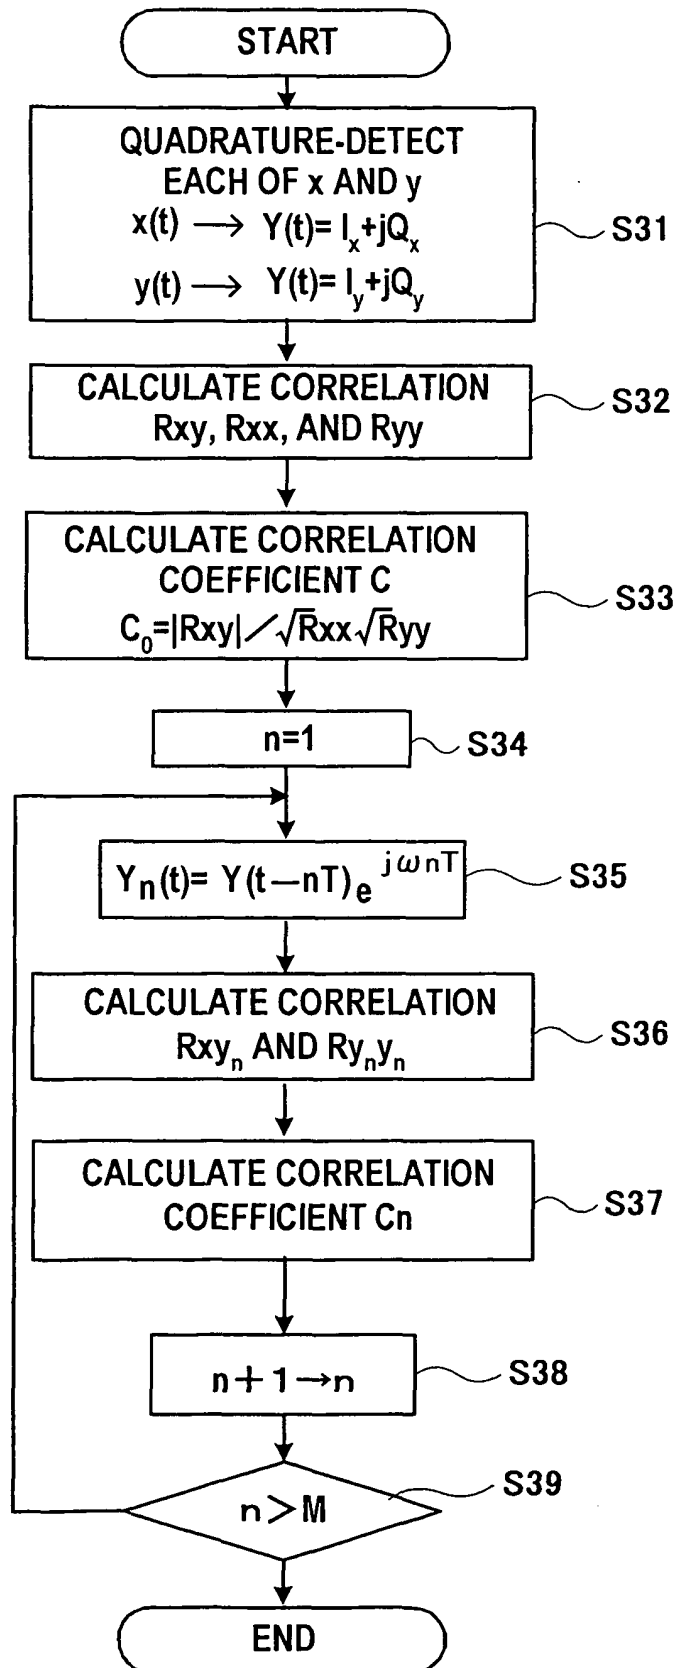 START
QUADRATURE-DETECT
EACH OF x AND y
x(t) → Y(t)= Iₓ+jQₓ
y(t) → Y(t)= I_y+jQ_y
S31
CALCULATE CORRELATION
Rxy, Rxx, AND Ryy
S32
CALCULATE CORRELATION
COEFFICIENT C
C₀=|Rxy|／√Rxx√Ryy
S33
n=1
S34
Yn(t)= Y(t−nT)e^jωnT
S35
CALCULATE CORRELATION
Rxyₙ AND Ryₙyₙ
S36
CALCULATE CORRELATION
COEFFICIENT Cn
S37
n+1→n
S38
n>M
S39
END